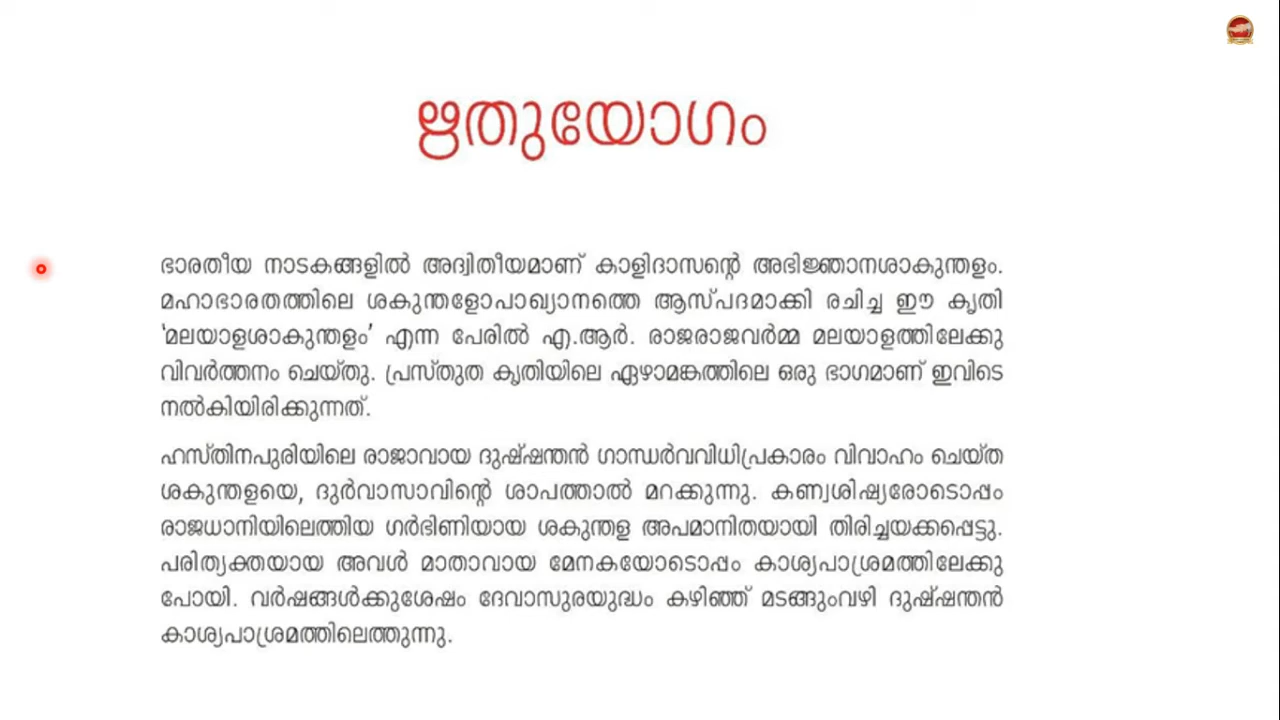 ഋതുയോഗം
ഭാരതീയ നാടകങ്ങളിൽ അദ്വിതീയമാണ് കാളിദാസന്റെ അഭിജ്ഞാനശാകുന്തളം.
മഹാഭാരതത്തിലെ ശകുന്തളോപാഖ്യാനത്തെ ആസ്പദമാക്കി രചിച്ച ഈ കൃതി
'മലയാളശാകുന്തളം' എന്ന പേരിൽ എ.ആർ. രാജരാജവർമ്മ മലയാളത്തിലേക്കു
വിവർത്തനം ചെയ്തു. പ്രസ്തുത കൃതിയിലെ ഏഴാമങ്കത്തിലെ ഒരു ഭാഗമാണ് ഇവിടെ
നൽകിയിരിക്കുന്നത്.
ഹസ്തിനപുരിയിലെ രാജാവായ ദുഷ്ഷന്തൻ ഗാന്ധർവവിധിപ്രകാരം വിവാഹം ചെയ്ത
ശകുന്തളയെ, ദുർവാസാവിന്റെ ശാപത്താൽ മറക്കുന്നു. കണ്വശിഷ്യരോടൊപ്പം
രാജധാനിയിലെത്തിയ ഗർഭിണിയായ ശകുന്തള അപമാനിതയായി തിരിച്ചയക്കപ്പെട്ടു.
പരിത്യക്തയായ അവൾ മാതാവായ മേനകയോടൊപ്പം കാശ്യപാശ്രമത്തിലേക്കു
പോയി. വർഷങ്ങൾക്കുശേഷം ദേവാസുരയുദ്ധം കഴിഞ്ഞ് മടങ്ങുംവഴി ദുഷ്ഷന്തൻ
കാശ്യപാശ്രമത്തിലെത്തുന്നു.